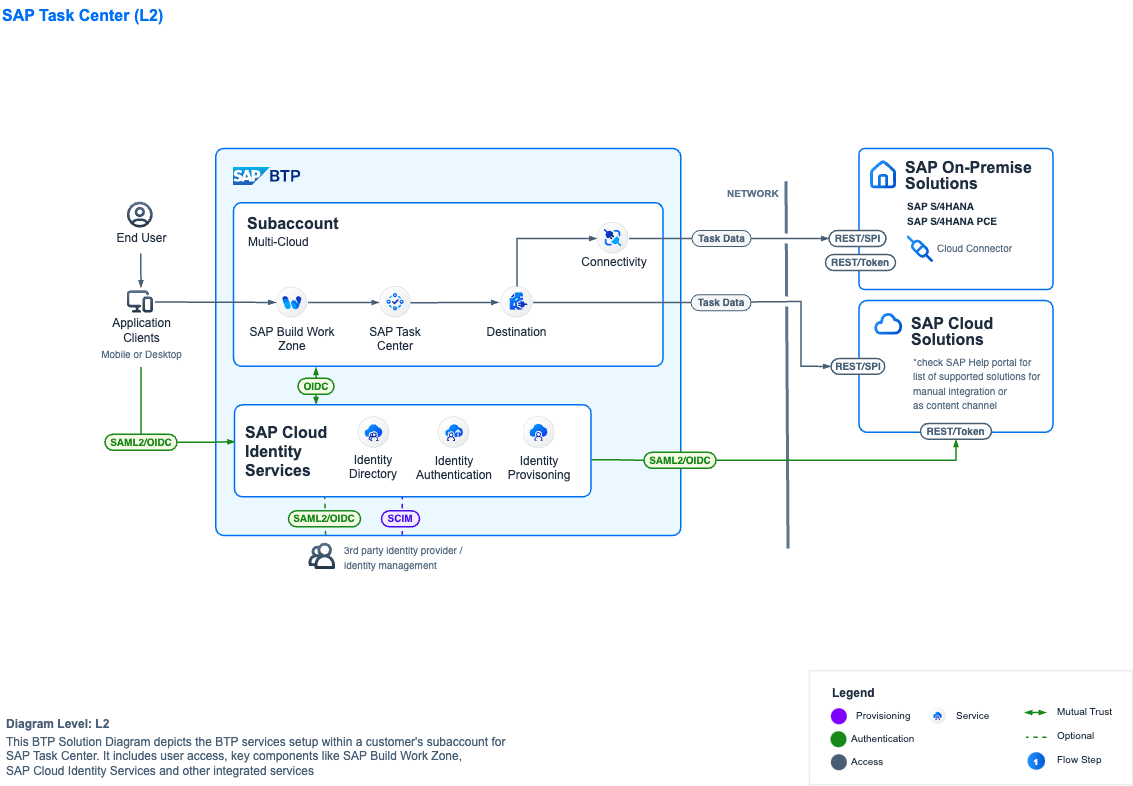 SAP Task Center (L2)
SAP BTP
Subaccount
Multi-Cloud
End User
Application
Clients
Mobile or Desktop
SAP Build Work
Zone
SAP Task
Center
Destination
Connectivity
Task Data
Task Data
NETWORK
SAP On-Premise
Solutions
SAP S/4HANA
SAP S/4HANA PCE
REST/SPI
Cloud Connector
REST/Token
SAP Cloud
Solutions
*check SAP Help portal for
list of supported solutions for
manual integration or
as content channel
REST/SPI
REST/Token
OIDC
SAML2/OIDC
SAP Cloud
Identity
Services
Identity
Directory
Identity
Authentication
Identity
Provisoning
SAML2/OIDC
SAML2/OIDC
SCIM
3rd party identity provider /
identity management
Diagram Level: L2
This BTP Solution Diagram depicts the BTP services setup within a customer's subaccount for
SAP Task Center. It includes user access, key components like SAP Build Work Zone,
SAP Cloud Identity Services and other integrated services
Legend
Provisioning
Service
Mutual Trust
Authentication
Optional
Access
1
Flow Step